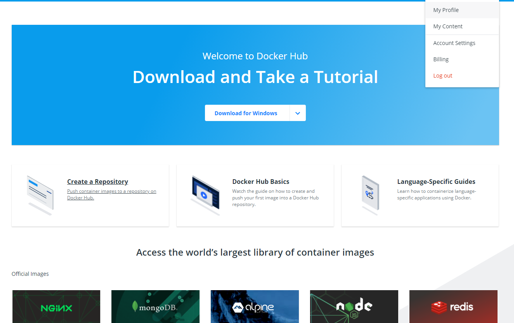 My Profile
My Content
Account Settings
Billing
Log out
Welcome to Docker Hub
Download and Take a Tutorial
Download for Windows
Create a Repository
Push container images to a repository on
Docker Hub.
Docker Hub Basics
Watch the guide on how to create and
push your first image into a Docker Hub
repository.
Language-Specific Guides
Learn how to containerize language-
specific applications using Docker.
Access the world's largest library of container images
Official Images
NGINX
mongoDB
alpine
node
redis